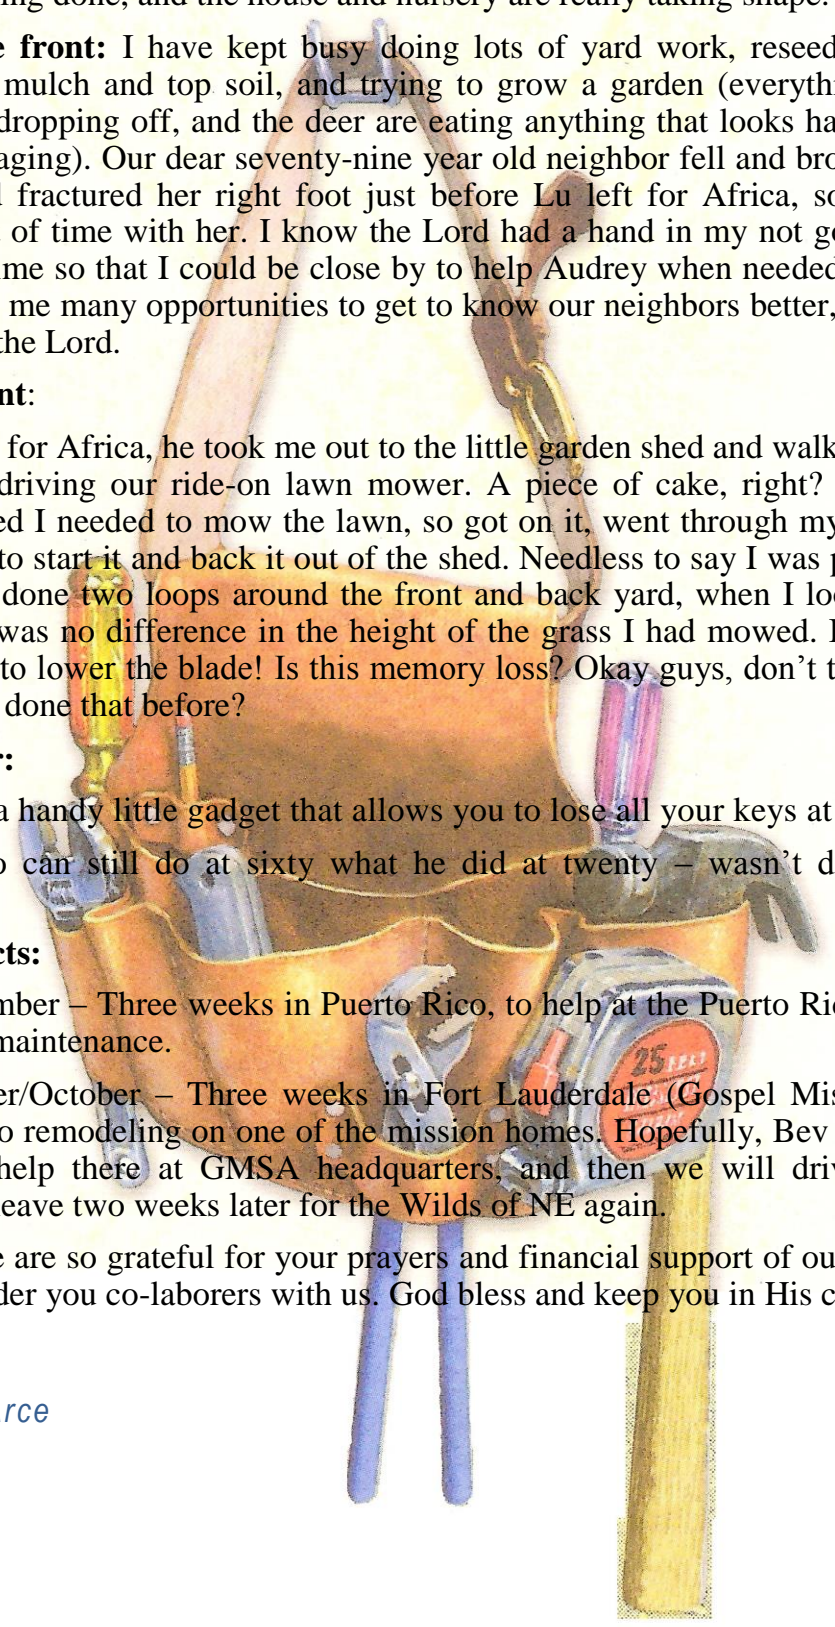 ing done, and the house and nursery are really taking shape.
e front: I have kept busy doing lots of yard work, reseed
mulch and top soil, and trying to grow a garden (everythi
dropping off, and the deer are eating anything that looks ha
aging). Our dear seventy-nine year old neighbor fell and bro
l fractured her right foot just before Lu left for Africa, so
of time with her. I know the Lord had a hand in my not go
ime so that I could be close by to help Audrey when needed
me many opportunities to get to know our neighbors better,
the Lord.
nt:
for Africa, he took me out to the little garden shed and walk
driving our ride-on lawn mower. A piece of cake, right?
ed I needed to mow the lawn, so got on it, went through my
to start it and back it out of the shed. Needless to say I was p
done two loops around the front and back yard, when I loo
was no difference in the height of the grass I had mowed. I
to lower the blade! Is this memory loss? Okay guys, don't t
done that before?
r:
a handy little gadget that allows you to lose all your keys at
o can still do at sixty what he did at twenty – wasn't d
cts:
mber – Three weeks in Puerto Rico, to help at the Puerto Ric
maintenance.
er/October – Three weeks in Fort Lauderdale (Gospel Mis
o remodeling on one of the mission homes. Hopefully, Bev
help there at GMSA headquarters, and then we will driv
leave two weeks later for the Wilds of NE again.
e are so grateful for your prayers and financial support of ou
der you co-laborers with us. God bless and keep you in His c
arce
25 FEET